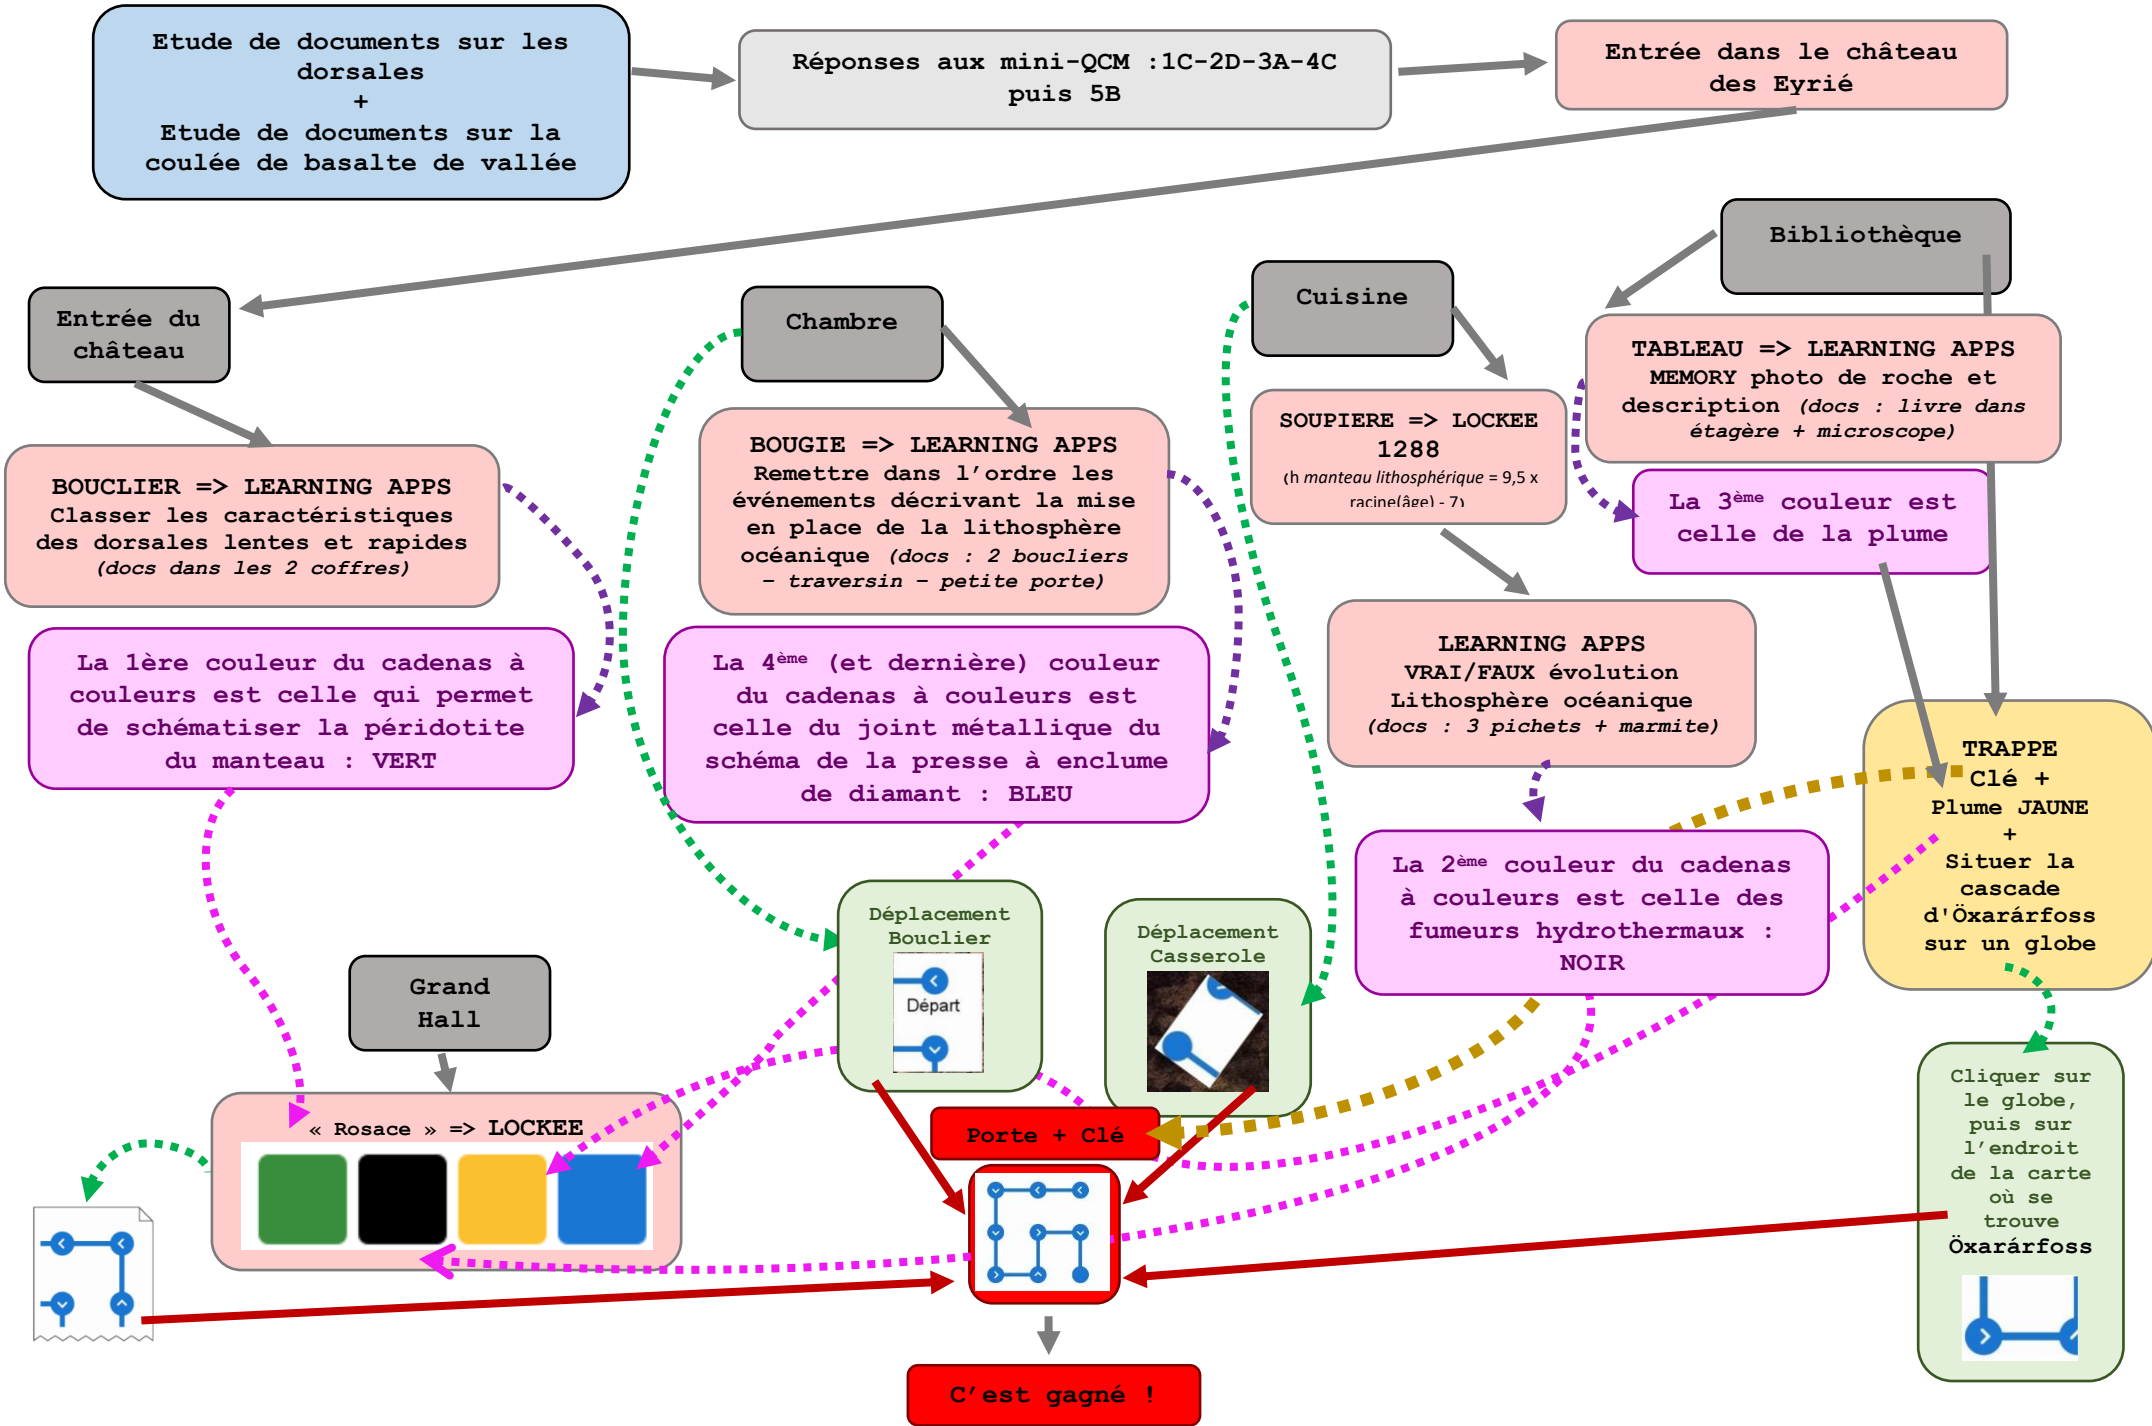 Etude de documents sur les
dorsales
+
Etude de documents sur la
coulée de basalte de vallée
Réponses aux mini-QCM :1C-2D-3A-4C
puis 5B
Entrée dans le château
des Eyrié
Bibliothèque
Cuisine
Chambre
Entrée du
château
TABLEAU => LEARNING APPS
MEMORY photo de roche et
description (docs : livre dans
étagère + microscope)
SOUPIERE => LOCKEE
1288
(h manteau lithosphérique = 9,5 x
racine(âge) - 7)
BOUGIE => LEARNING APPS
Remettre dans l’ordre les
événements décrivant la mise
en place de la lithosphère
océanique (docs : 2 boucliers
– traversin – petite porte)
BOUCLIER => LEARNING APPS
Classer les caractéristiques
des dorsales lentes et rapides
(docs dans les 2 coffres)
La 3ème couleur est
celle de la plume
LEARNING APPS
VRAI/FAUX évolution
Lithosphère océanique
(docs : 3 pichets + marmite)
La 1ère couleur du cadenas à
couleurs est celle qui permet
de schématiser la péridotite
du manteau : VERT
La 4ème (et dernière) couleur
du cadenas à couleurs est
celle du joint métallique du
schéma de la presse à enclume
de diamant : BLEU
TRAPPE
Clé +
Plume JAUNE
+
Situer la
cascade
d'Öxarárfoss
sur un globe
La 2ème couleur du cadenas
à couleurs est celle des
fumeurs hydrothermaux :
NOIR
Déplacement
Bouclier
Départ
Déplacement
Casserole
Grand
Hall
« Rosace » => LOCKEE
Porte + Clé
Cliquer sur
le globe,
puis sur
l’endroit
de la carte
où se
trouve
Öxarárfoss
C’est gagné !